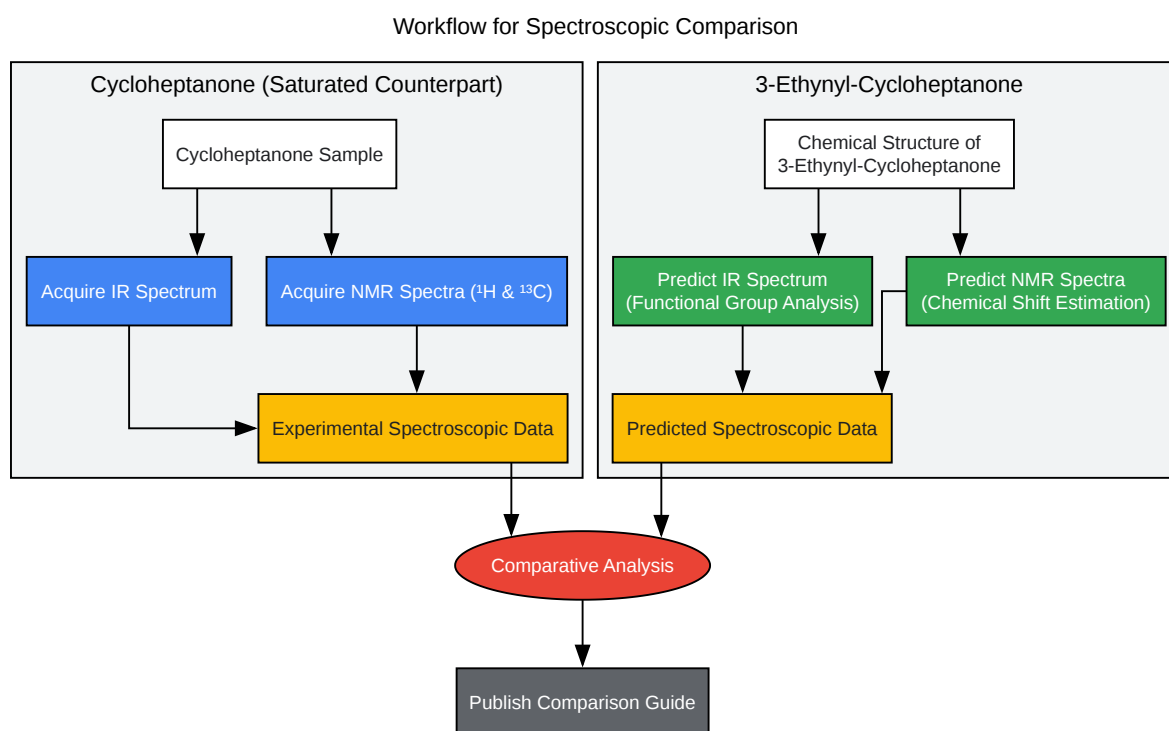 Workflow for Spectroscopic Comparison
Cycloheptanone (Saturated Counterpart)
Cycloheptanone Sample
Acquire IR Spectrum
Acquire NMR Spectra (¹H & ¹³C)
Experimental Spectroscopic Data
3-Ethynyl-Cycloheptanone
Chemical Structure of
3-Ethynyl-Cycloheptanone
Predict IR Spectrum
(Functional Group Analysis)
Predict NMR Spectra
(Chemical Shift Estimation)
Predicted Spectroscopic Data
Comparative Analysis
Publish Comparison Guide